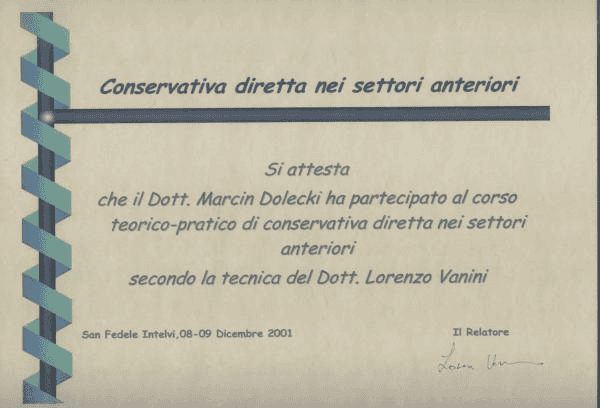 Conservativa diretta nei settori anteriori
Si attesta
che il Dott. Marcin Dolecki ha partecipato al corso
teorico-pratico di conservativa diretta nei settori
anteriori
secondo la tecnica del Dott. Lorenzo Vanini
San Fedele Intelvi,08-09 Dicembre 2001
Il Relatore